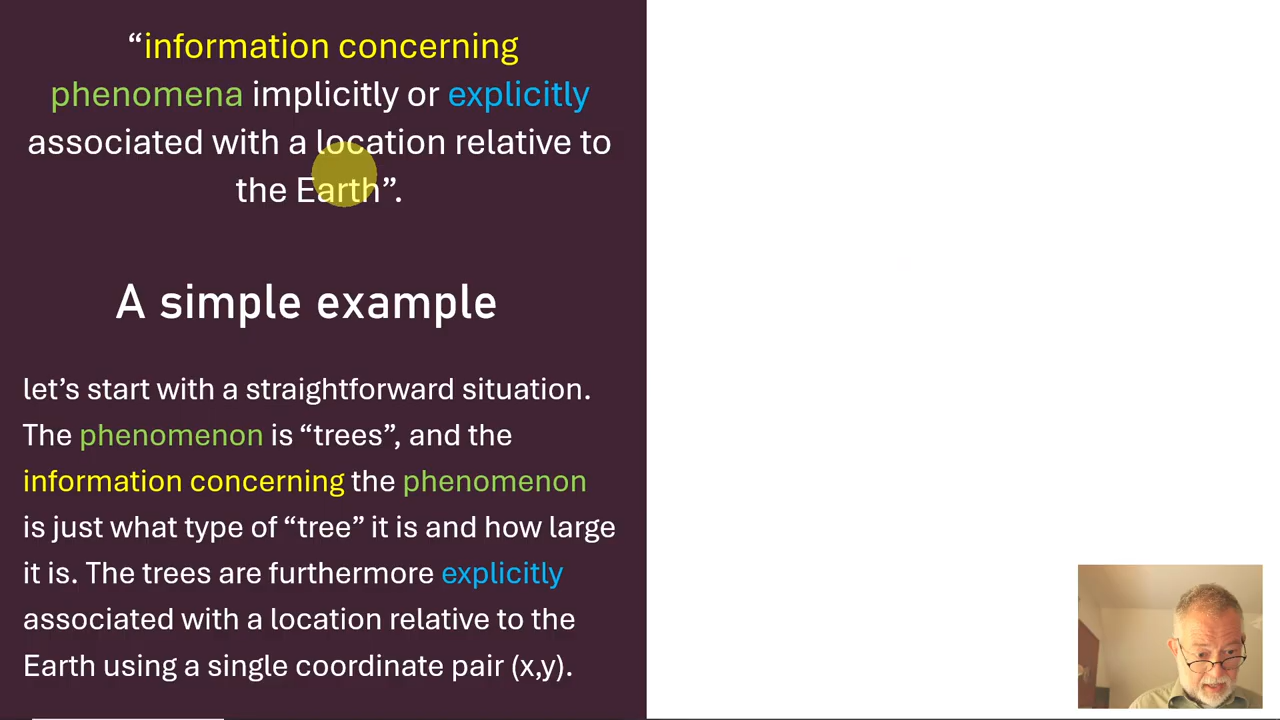 “information concerning
phenomena implicitly or explicitly
associated with a location relative to
the Earth”.
A simple example
let’s start with a straightforward situation.
The phenomenon is “trees”, and the
information concerning the phenomenon
is just what type of “tree” it is and how large
it is. The trees are furthermore explicitly
associated with a location relative to the
Earth using a single coordinate pair (x,y).